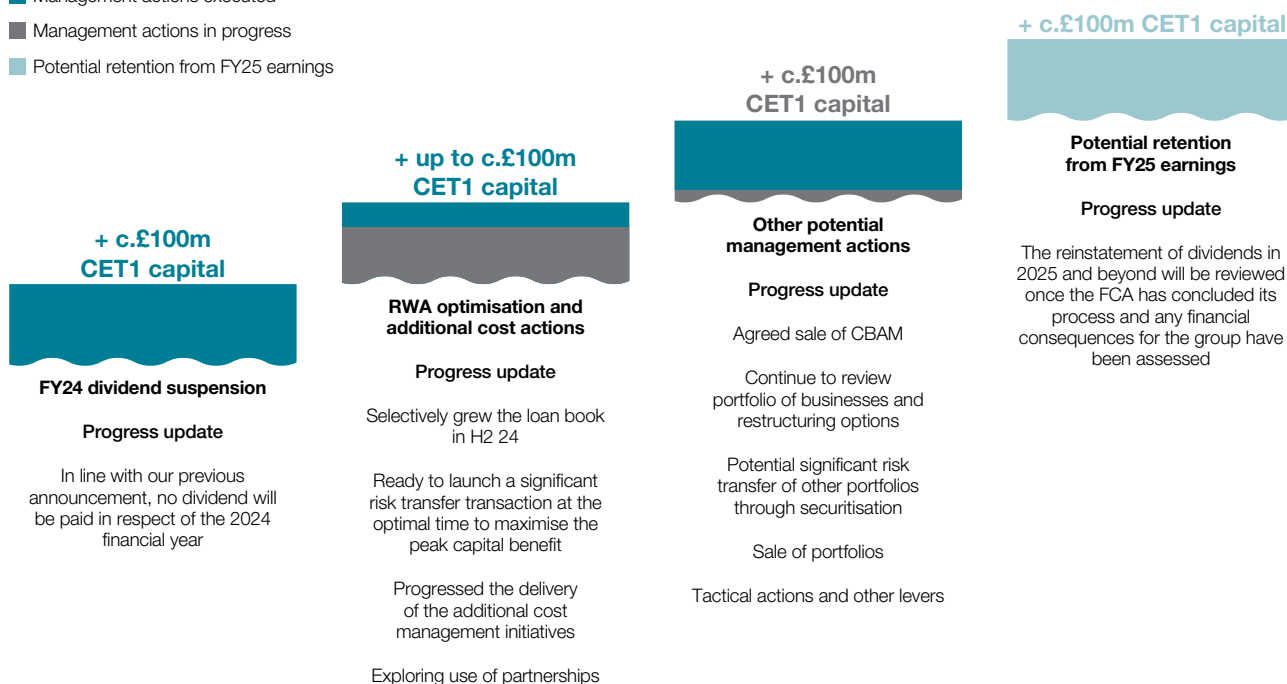 Management actions executed
Management actions in progress
Potential retention from FY25 earnings
+ c.£100m
CET1 capital
FY24 dividend suspension
Progress update
In line with our previous
announcement, no dividend will
be paid in respect of the 2024
financial year
+ up to c.£100m
CET1 capital
RWA optimisation and
additional cost actions
Progress update
Selectively grew the loan book
in H2 24
Ready to launch a significant
risk transfer transaction at the
optimal time to maximise the
peak capital benefit
Progressed the delivery
of the additional cost
management initiatives
Exploring use of partnerships
+ c.£100m
CET1 capital
Other potential
management actions
Progress update
Agreed sale of CBAM
Continue to review
portfolio of businesses and
restructuring options
Potential significant risk
transfer of other portfolios
through securitisation
Sale of portfolios
Tactical actions and other levers
+ c.£100m CET1 capital
Potential retention
from FY25 earnings
Progress update
The reinstatement of dividends in
2025 and beyond will be reviewed
once the FCA has concluded its
process and any financial
consequences for the group have
been assessed